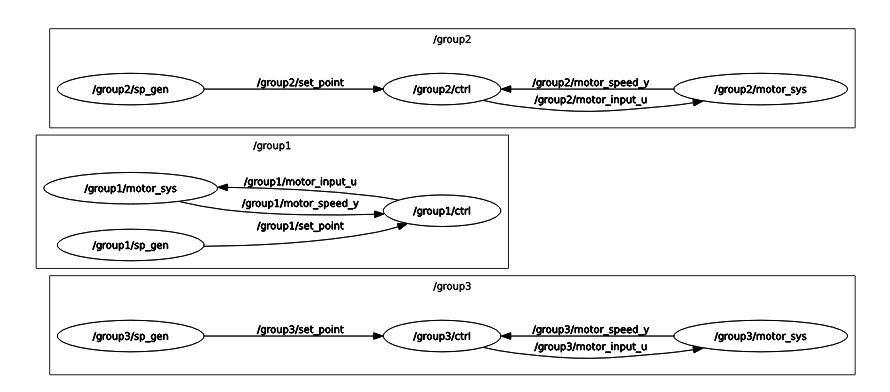 /group2
/group2/sp_gen
/group2/set_point
/group2/ctrl
/group2/motor_speed_y
/group2/motor_input_u
/group2/motor_sys
/group1
/group1/motor_sys
/group1/motor_input_u
/group1/motor_speed_y
/group1/ctrl
/group1/set_point
/group1/sp_gen
/group3
/group3/sp_gen
/group3/set_point
/group3/ctrl
/group3/motor_speed_y
/group3/motor_input_u
/group3/motor_sys